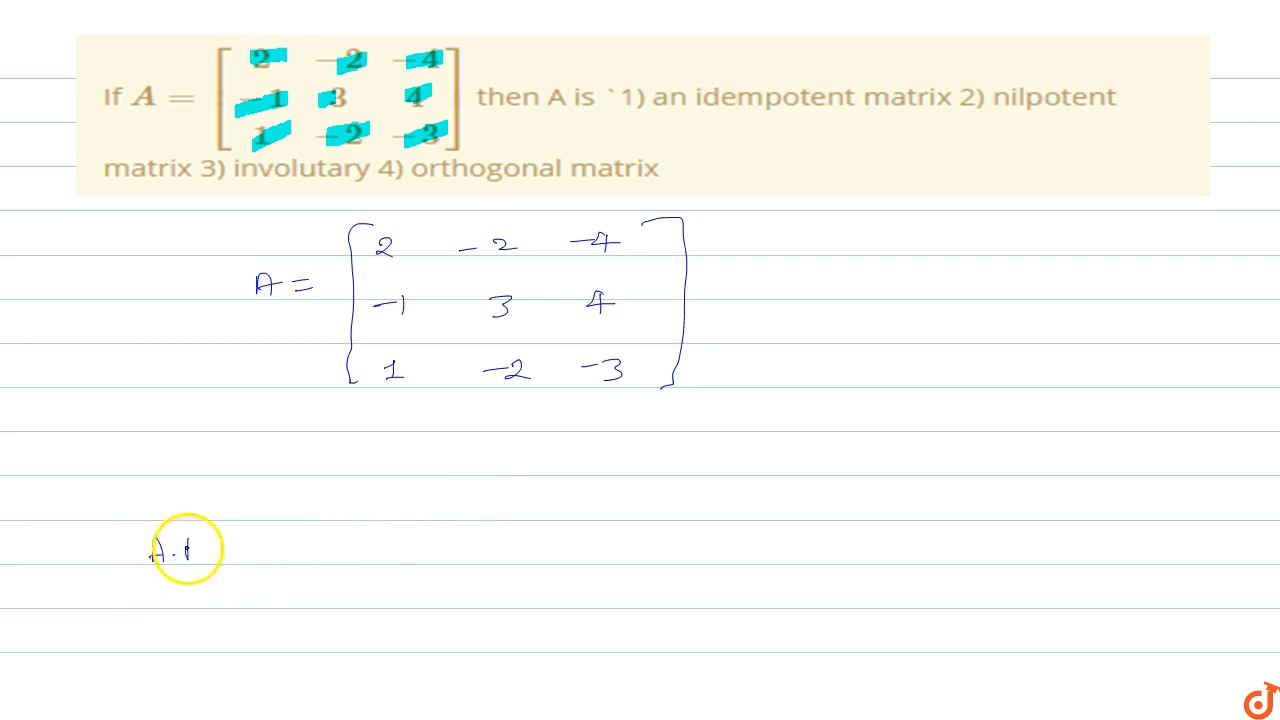 If A = [ 2 −2 −4
−1 3 4
1 −2 −3 ] then A is `1) an idempotent matrix 2) nilpotent
matrix 3) involutary 4) orthogonal matrix
A = [ 2 −2 −4
−1 3 4
1 −2 −3 ]
A .